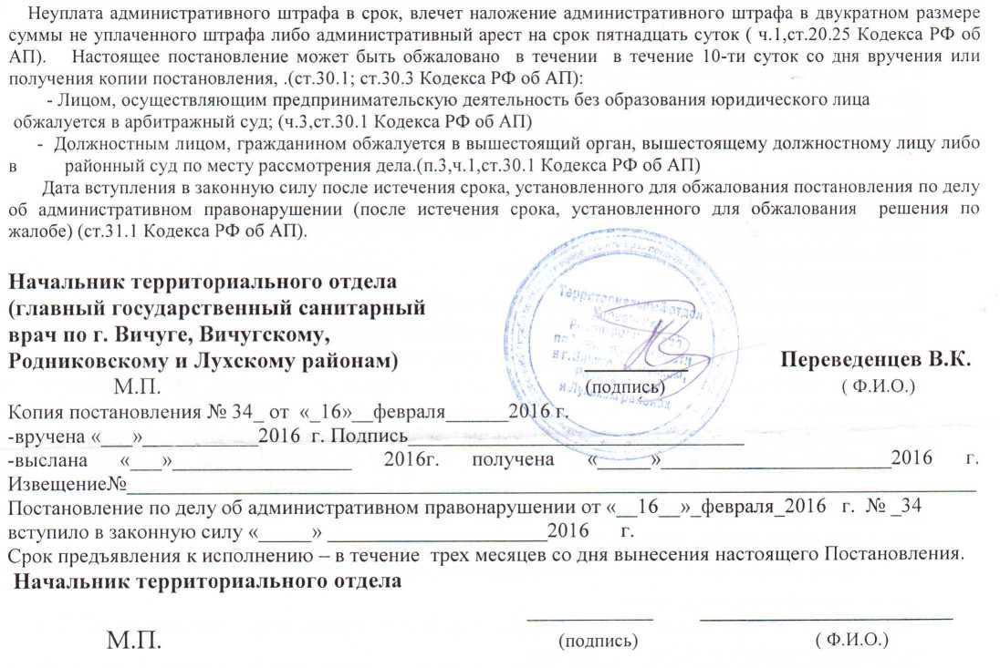 Неуплата административного штрафа в срок, влечет наложение административного штрафа в двукратном размере
суммы не уплаченного штрафа либо административный арест на срок пятнадцать суток ( ч.1,ст.20.25 Кодекса РФ об
АП). Настоящее постановление может быть обжаловано в течении в течение 10-ти суток со дня вручения или
получения копии постановления, .(ст.30.1; ст.30.3 Кодекса РФ об АП):
- Лицом, осуществляющим предпринимательскую деятельность без образования юридического лица
обжалуется в арбитражный суд; (ч.3,ст.30.1 Кодекса РФ об АП)
- Должностным лицом, гражданином обжалуется в вышестоящий орган, вышестоящему должностному лицу либо
в районный суд по месту рассмотрения дела.(п.3,ч.1,ст.30.1 Кодекса РФ об АП)
Дата вступления в законную силу после истечения срока, установленного для обжалования постановления по делу
об административном правонарушении (после истечения срока, установленного для обжалования решения по
жалобе) (ст.31.1 Кодекса РФ об АП).
Начальник территориального отдела
(главный государственный санитарный
врач по г. Вичуге, Вичугскому,
Родниковскому и Лухскому районам) Переведенцев В.К.
М.П. (подпись) ( Ф.И.О.)
Территориальный отдел
и Лухском районах
Копия постановления № 34_ от «_16»__февраля______2016 г.
-вручена «___»___________2016 г. Подпись________________________________
-выслана «___»_________________ 2016г. получена «_____»______________________2016 г.
Извещение№________________________________________________________________
Постановление по делу об административном правонарушении от «__16__»_февраля_2016 г. № _34
вступило в законную силу «_____» _____________________2016 г.
Срок предъявления к исполнению – в течение трех месяцев со дня вынесения настоящего Постановления.
Начальник территориального отдела
____________ ________________________
М.П. (подпись) ( Ф.И.О.)